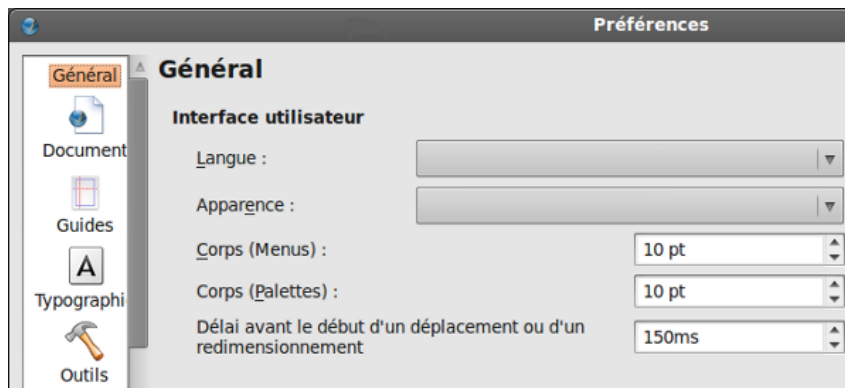 Préférences
Général
Document
Guides
Typographi
Outils
Général
Interface utilisateur
Langue :
Apparence :
Corps (Menus) : 10 pt
Corps (Palettes) : 10 pt
Délai avant le début d'un déplacement ou d'un
redimensionnement 150ms